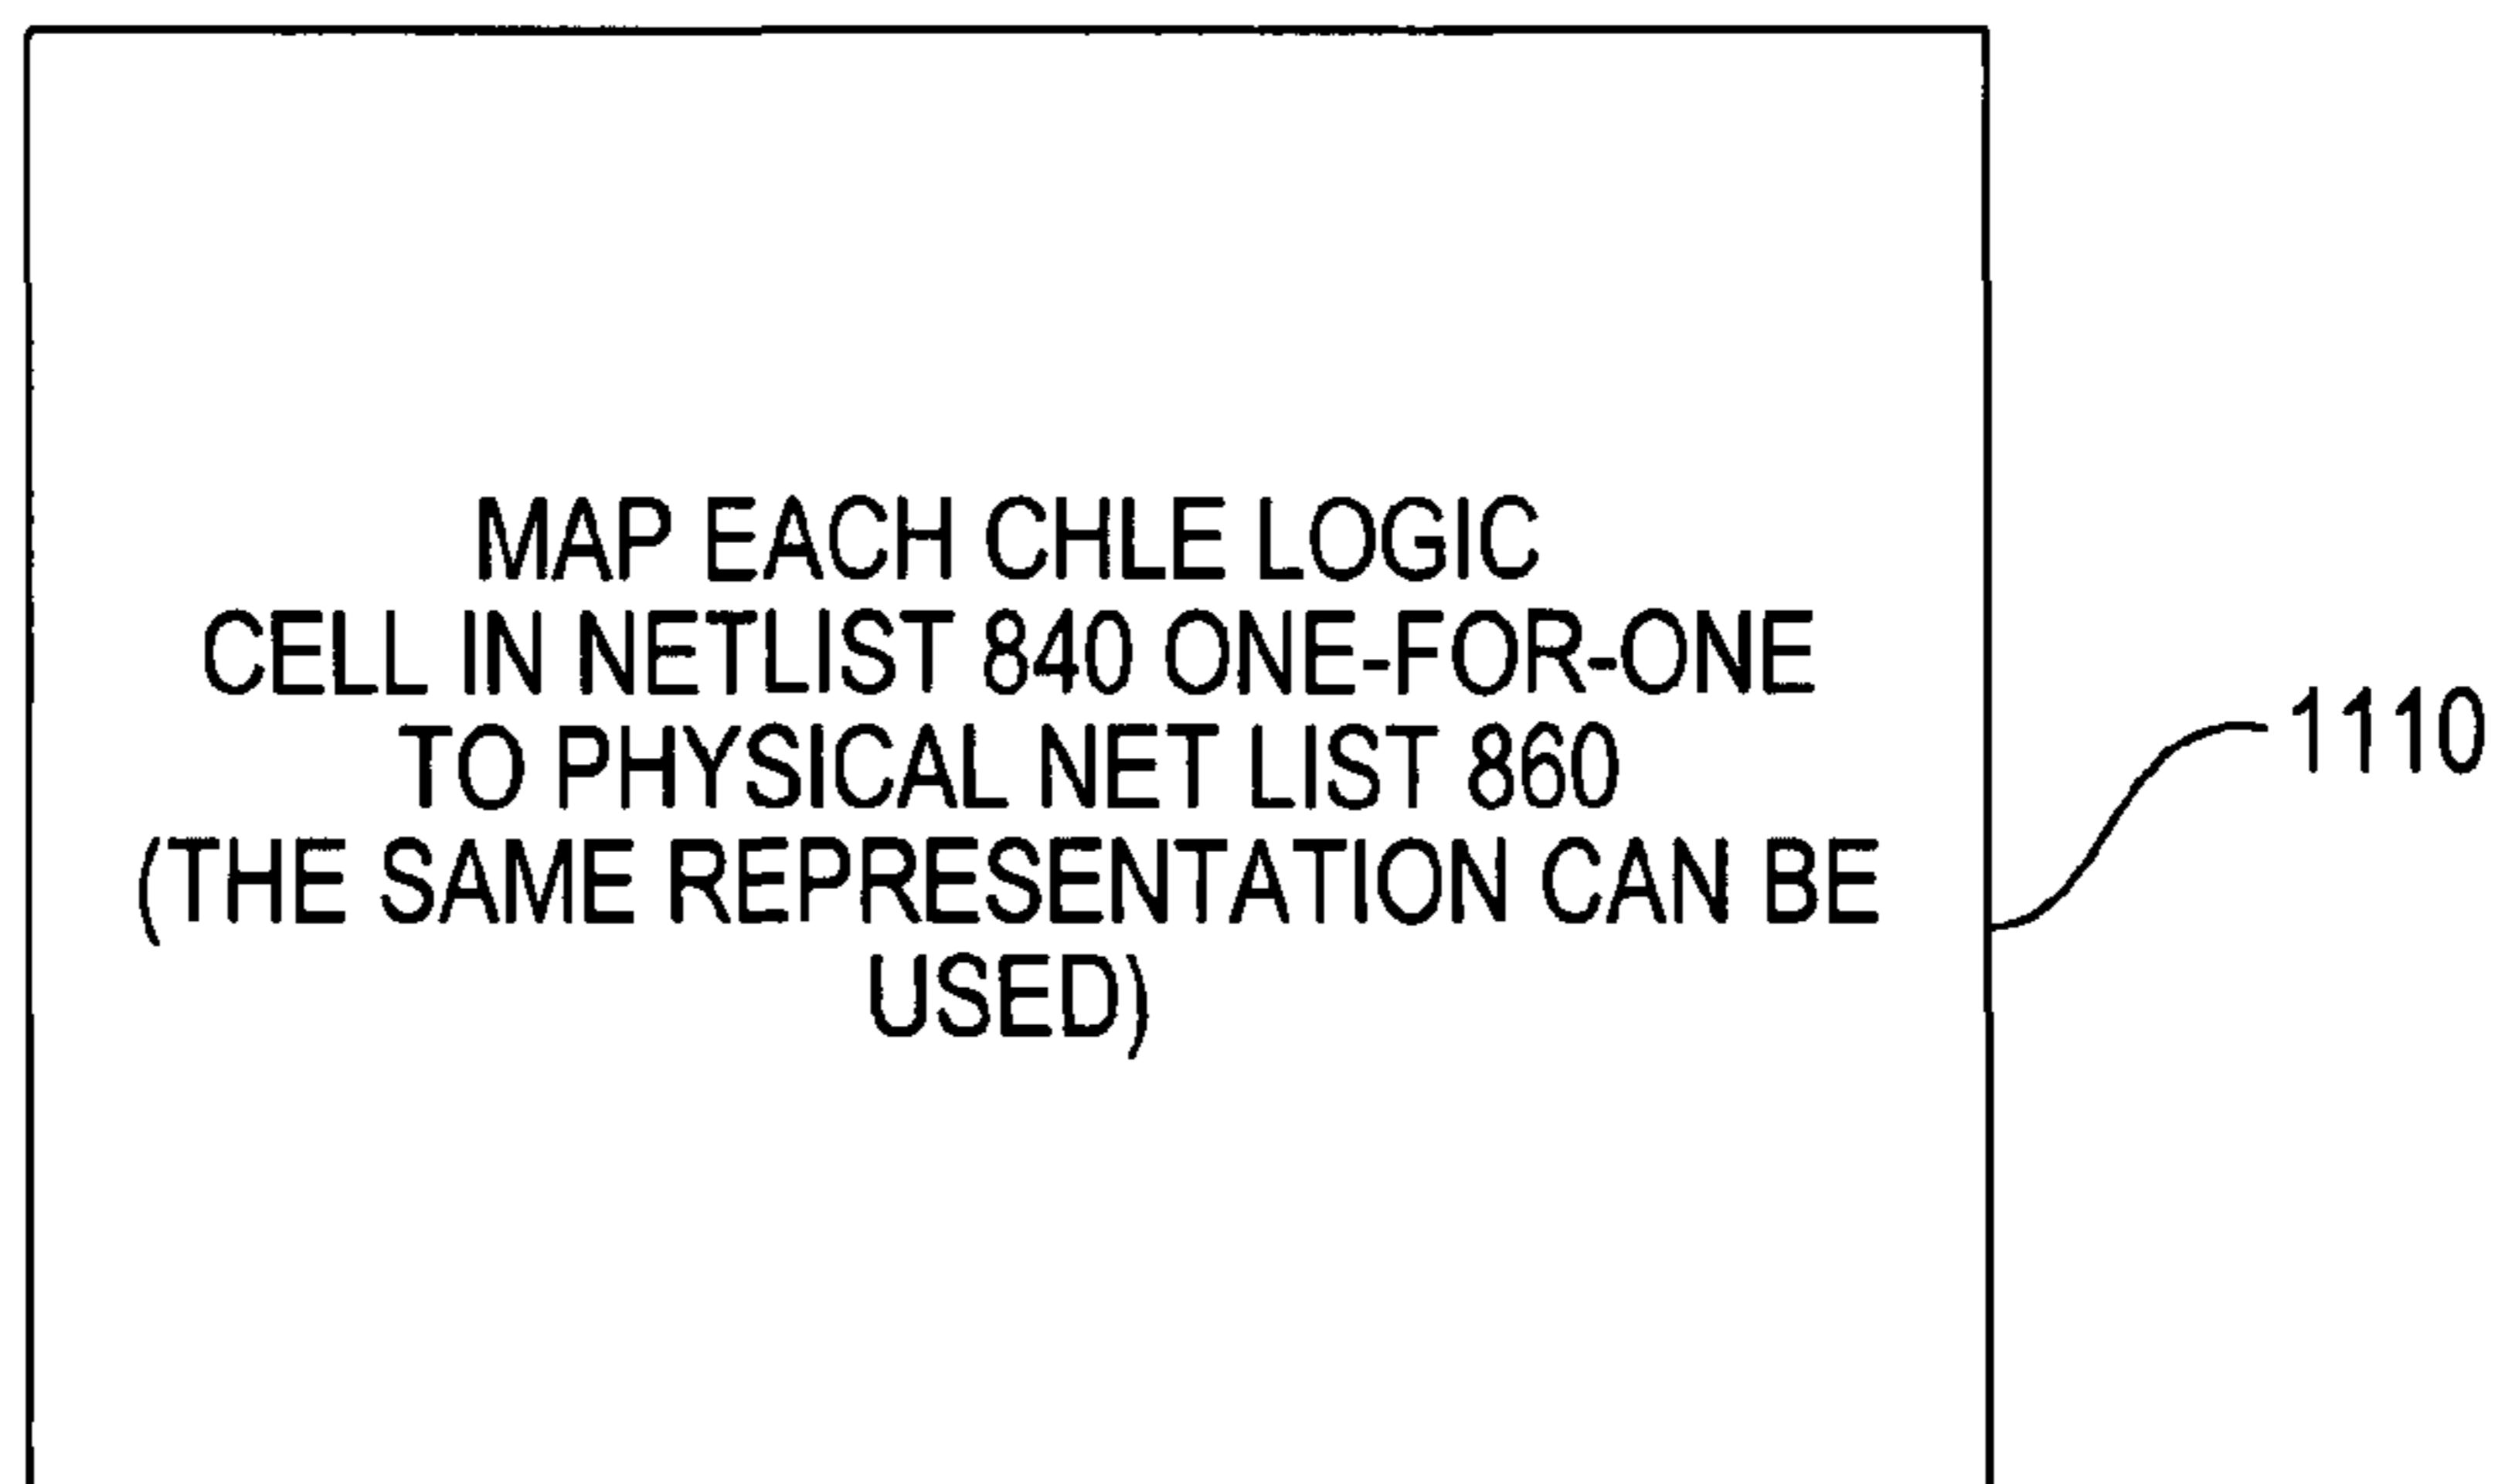 MAP EACH CHLE LOGIC
CELL IN NETLIST 840 ONE-FOR-ONE
TO PHYSICAL NET LIST 860
(THE SAME REPRESENTATION CAN BE
USED)
1110